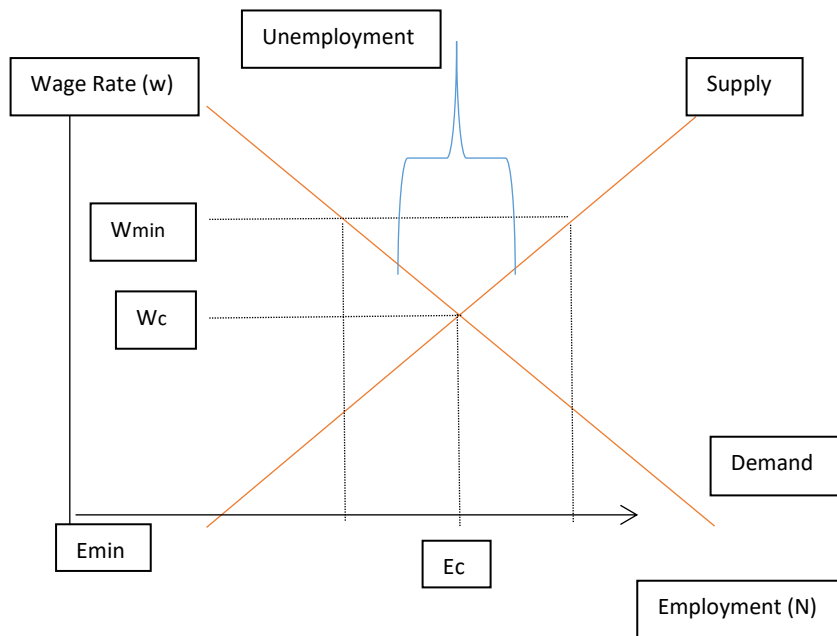 Unemployment
Wage Rate (w)
Supply
Wmin
Wc
Demand
Emin
Ec
Employment (N)